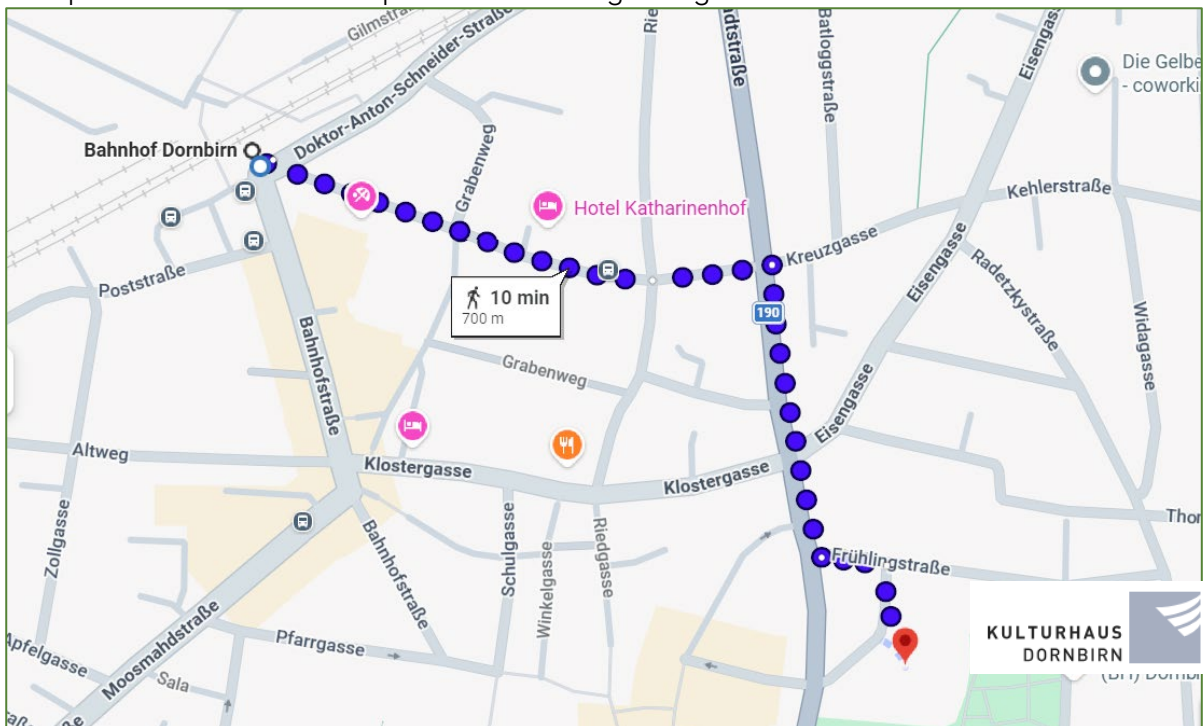 Gilmstraße
Doktor-Anton-Schneider-Straße
Bahnhof Dornbirn
Grabenweg
Hotel Katharinenhof
Batloggstraße
Eisengasse
Die Gelbe
- coworki
Kehlerstraße
Kreuzgasse
Poststraße
10 min
700 m
190
Eisengasse
Radetzkystraße
Widagasse
Bahnhofstraße
Grabenweg
Eisengasse
Altweg
Klostergasse
Klostergasse
Zollgasse
Bahnhofstraße
Schulgasse
Winkelgasse
Riedgasse
Thor
Frühlingstraße
Moosmahdstraße
Pfarrgasse
Apfelgasse
Sala
KULTURHAUS
DORNBIRN